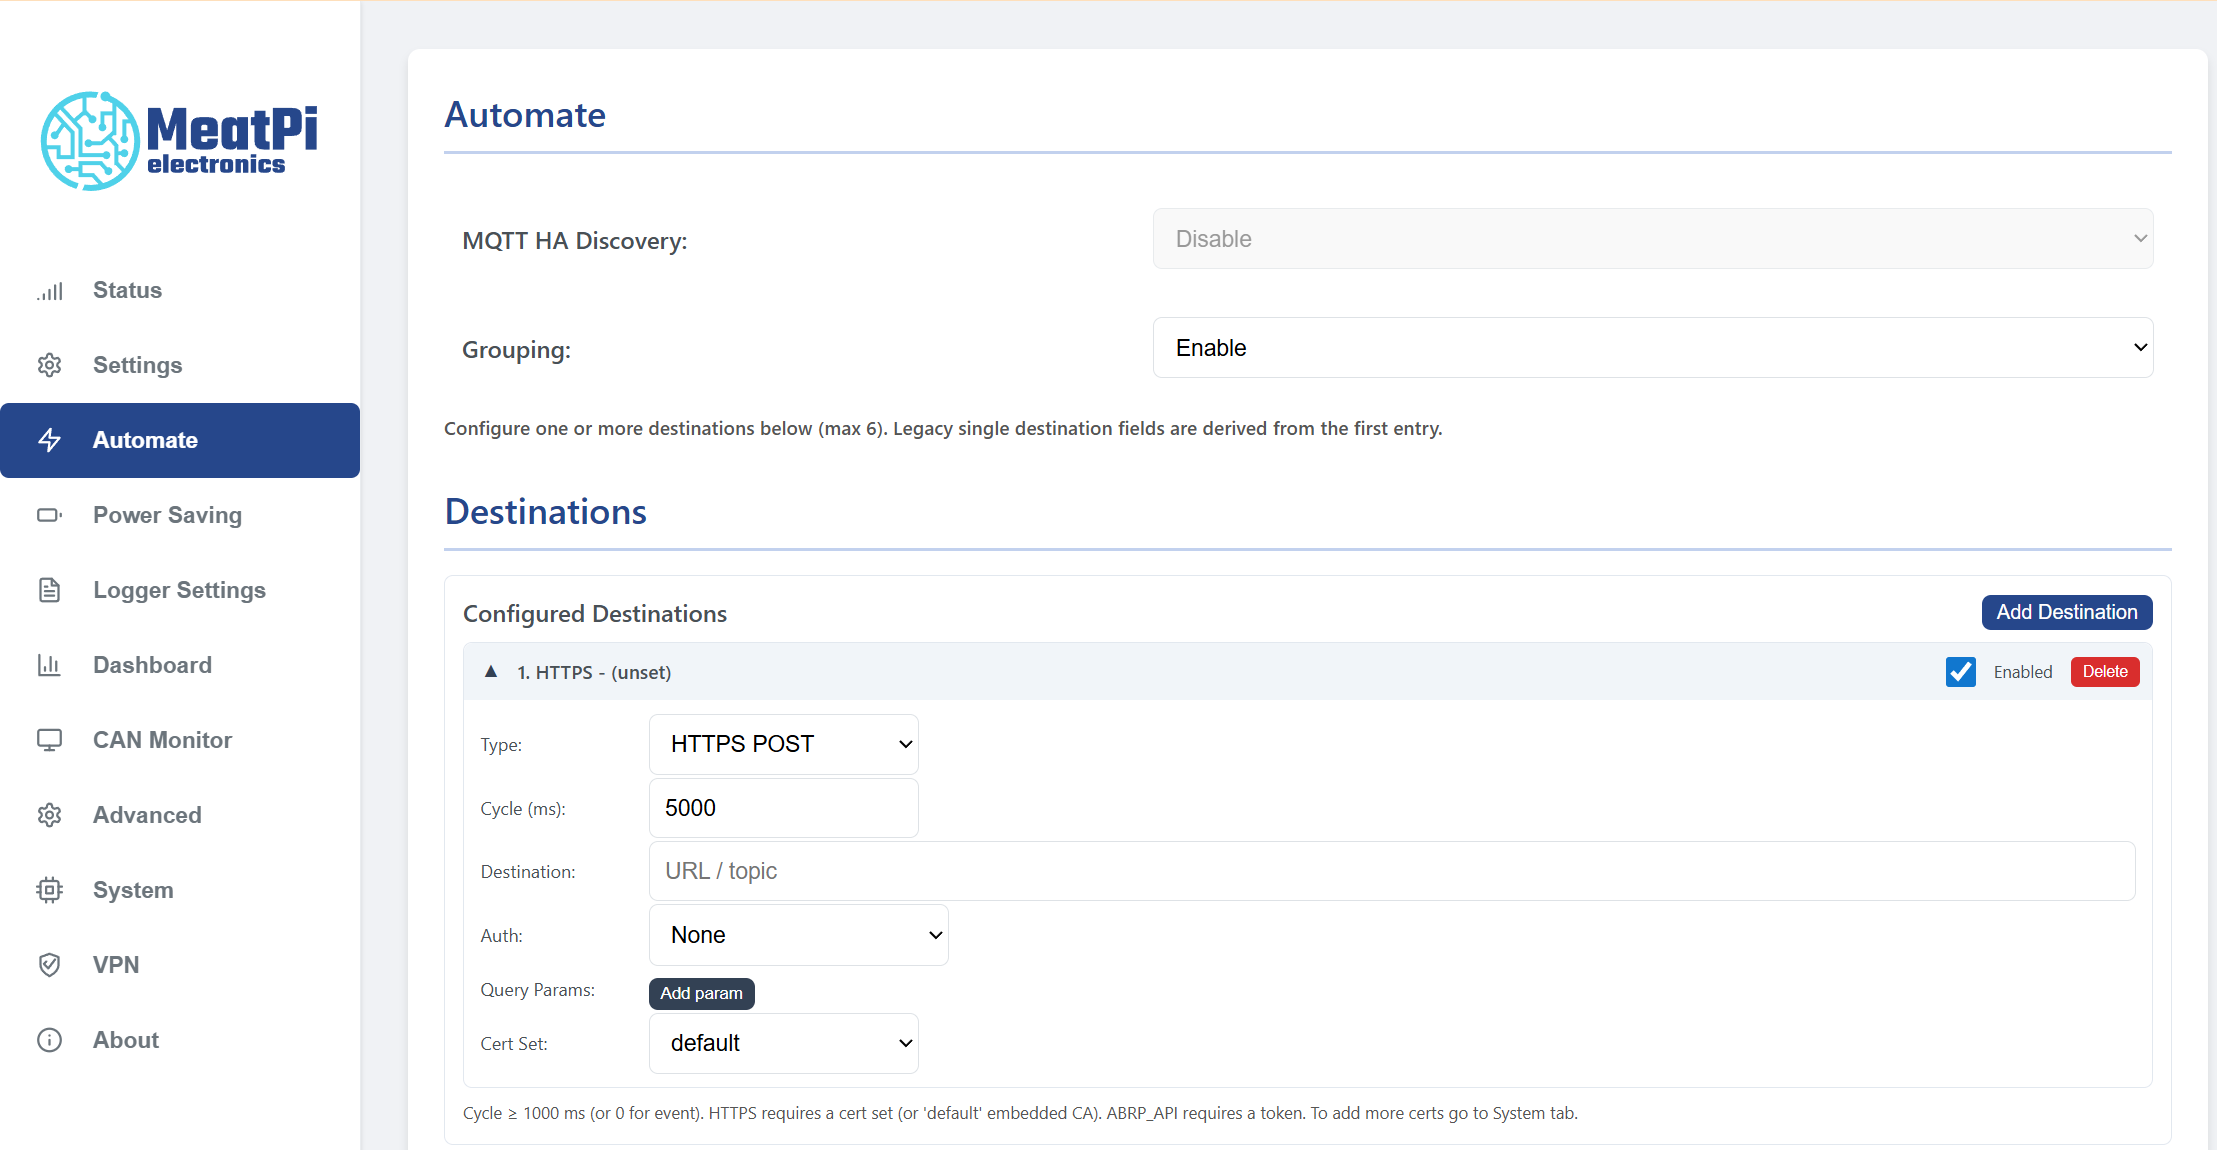 MeatPi
electronics
Status
Settings
Automate
Power Saving
Logger Settings
Dashboard
CAN Monitor
Advanced
System
VPN
About
Automate
MQTT HA Discovery:
Disable
Grouping:
Enable
Configure one or more destinations below (max 6). Legacy single destination fields are derived from the first entry.
Destinations
Configured Destinations
Add Destination
▲ 1. HTTPS - (unset)
Enabled
Delete
Type:
HTTPS POST
Cycle (ms):
5000
Destination:
URL / topic
Auth:
None
Query Params:
Add param
Cert Set:
default
Cycle ≥ 1000 ms (or 0 for event). HTTPS requires a cert set (or 'default' embedded CA). ABRP_API requires a token. To add more certs go to System tab.